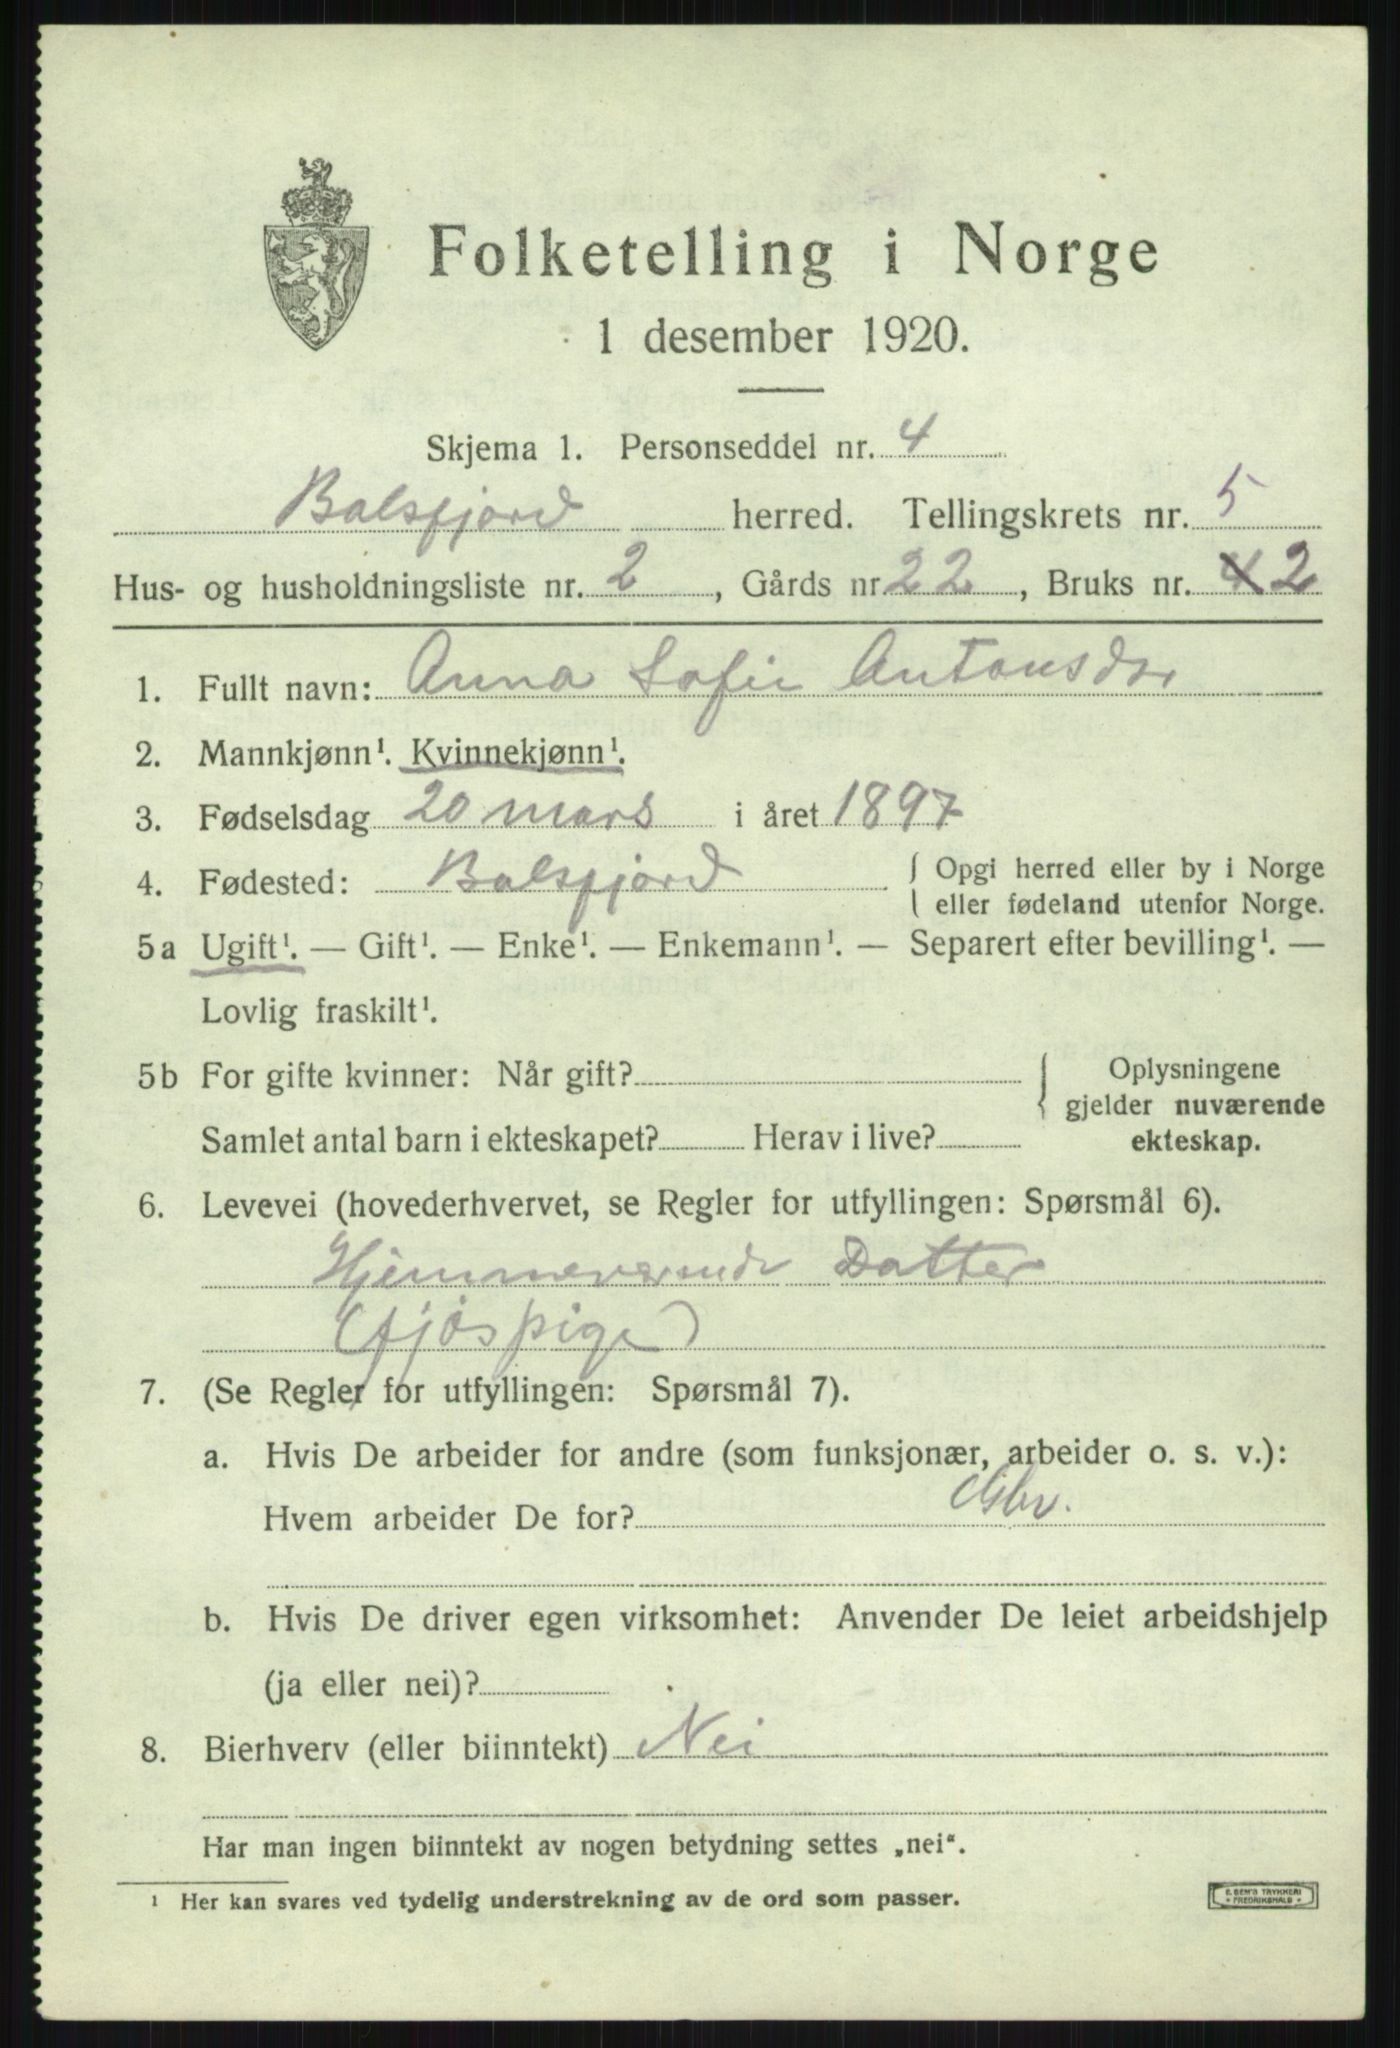 Folketelling i Norge
1 desember 1920.
Skjema 1. Personseddel nr. 4
Balsfjord herred. Tellingskrets nr. 5
Hus- og husholdningsliste nr. 2, Gårds nr. 22, Bruks nr. 4 2
1. Fullt navn: Anna Sofie Antonsdr
2. Mannkjønn¹. Kvinnekjønn¹.
3. Fødselsdag 20 mars i året 1897
4. Fødested: Balsfjord { Opgi herred eller by i Norge
eller fødeland utenfor Norge.
5a Ugift¹. — Gift¹. — Enke¹. — Enkemann¹. — Separert efter bevilling¹. —
Lovlig fraskilt¹.
5b For gifte kvinner: Når gift? { Oplysningene
gjelder nuværende
Samlet antal barn i ekteskapet? Herav i live? ekteskap.
6. Levevei (hovederhvervet, se Regler for utfyllingen: Spørsmål 6).
Hjemmeværende Datter
(fjøspige)
7. (Se Regler for utfyllingen: Spørsmål 7).
a. Hvis De arbeider for andre (som funksjonær, arbeider o. s. v.):
Hvem arbeider De for? Gbr.
b. Hvis De driver egen virksomhet: Anvender De leiet arbeidshjelp
(ja eller nei)?
8. Bierhverv (eller biinntekt) Nei
Har man ingen biinntekt av nogen betydning settes „nei“.
¹ Her kan svares ved tydelig understrekning av de ord som passer.
E. SEM'S TRYKKERI
FREDRIKSHALD